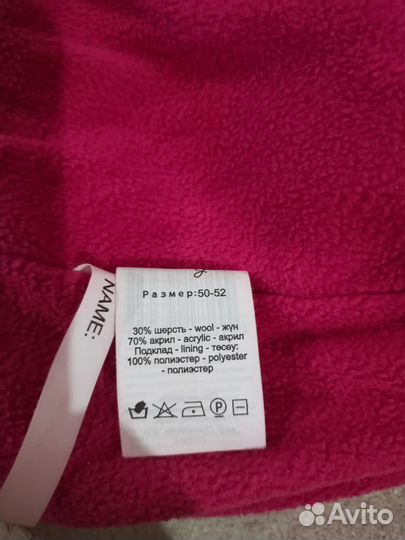 Размер:50-52
30% шерсть - wool - жүн
70% акрил - acrylic - акрил
Подклад - lining - тесеу:
100% полиэстер - polyester
- полиэстер
P
NAME:
Avito